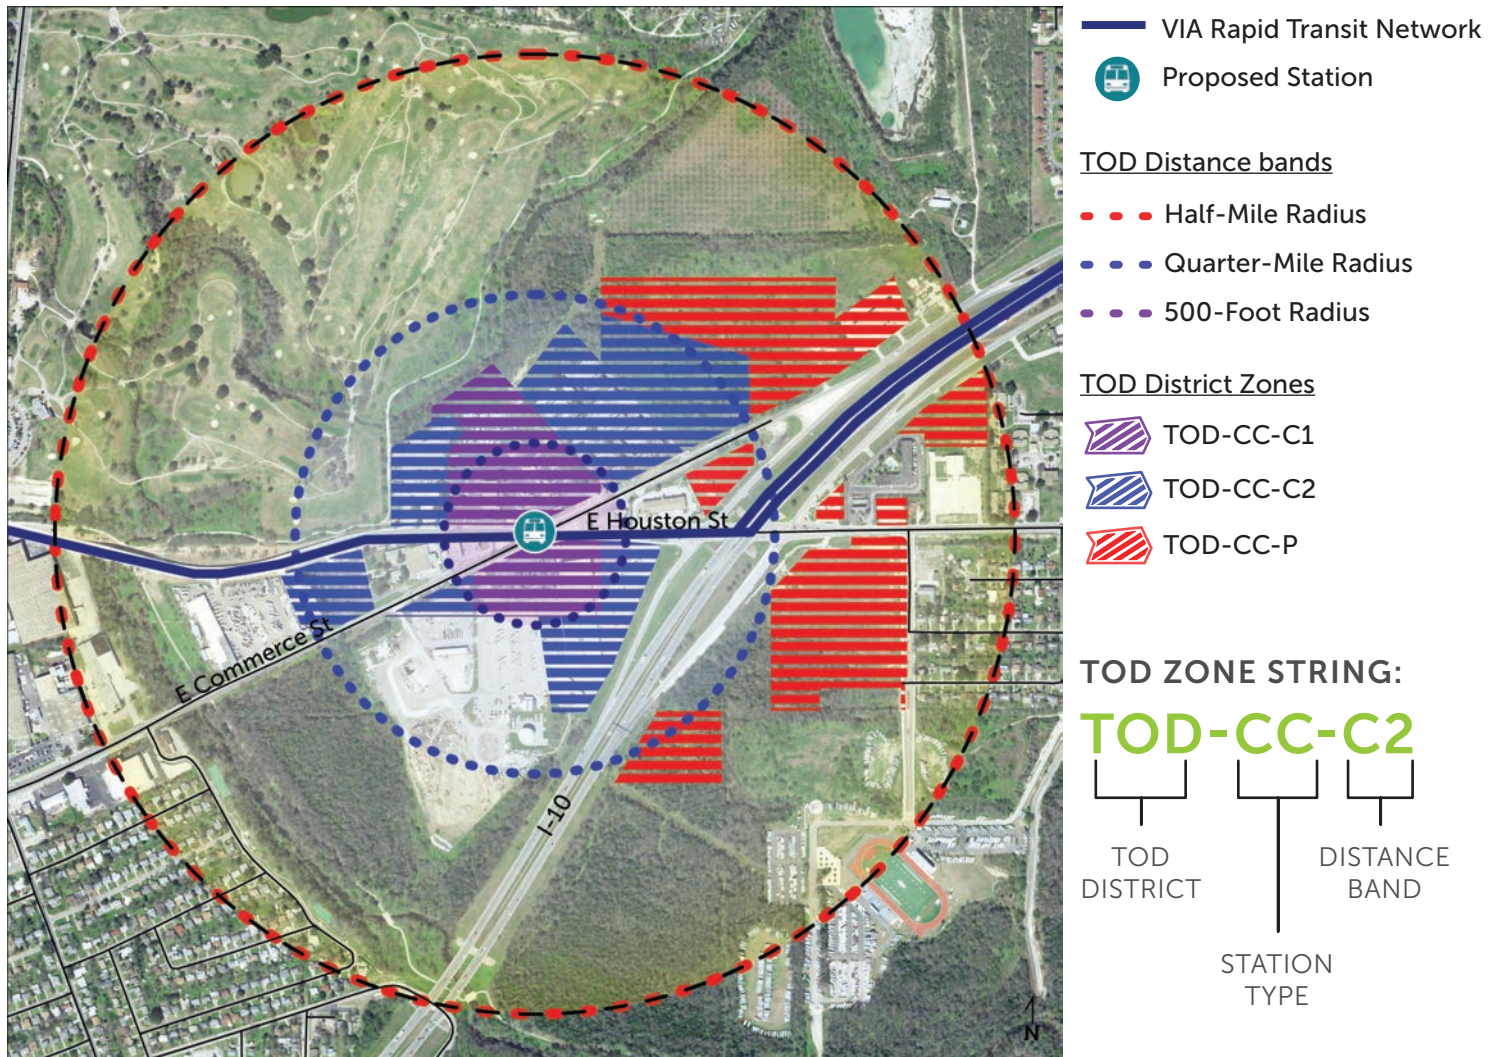 VIA Rapid Transit Network
Proposed Station
TOD Distance bands
Half-Mile Radius
Quarter-Mile Radius
500-Foot Radius
TOD District Zones
TOD-CC-C1
TOD-CC-C2
TOD-CC-P
E Houston St
E Commerce St
I-10
N
TOD ZONE STRING:
TOD-CC-C2
TOD
DISTRICT
DISTANCE
BAND
STATION
TYPE